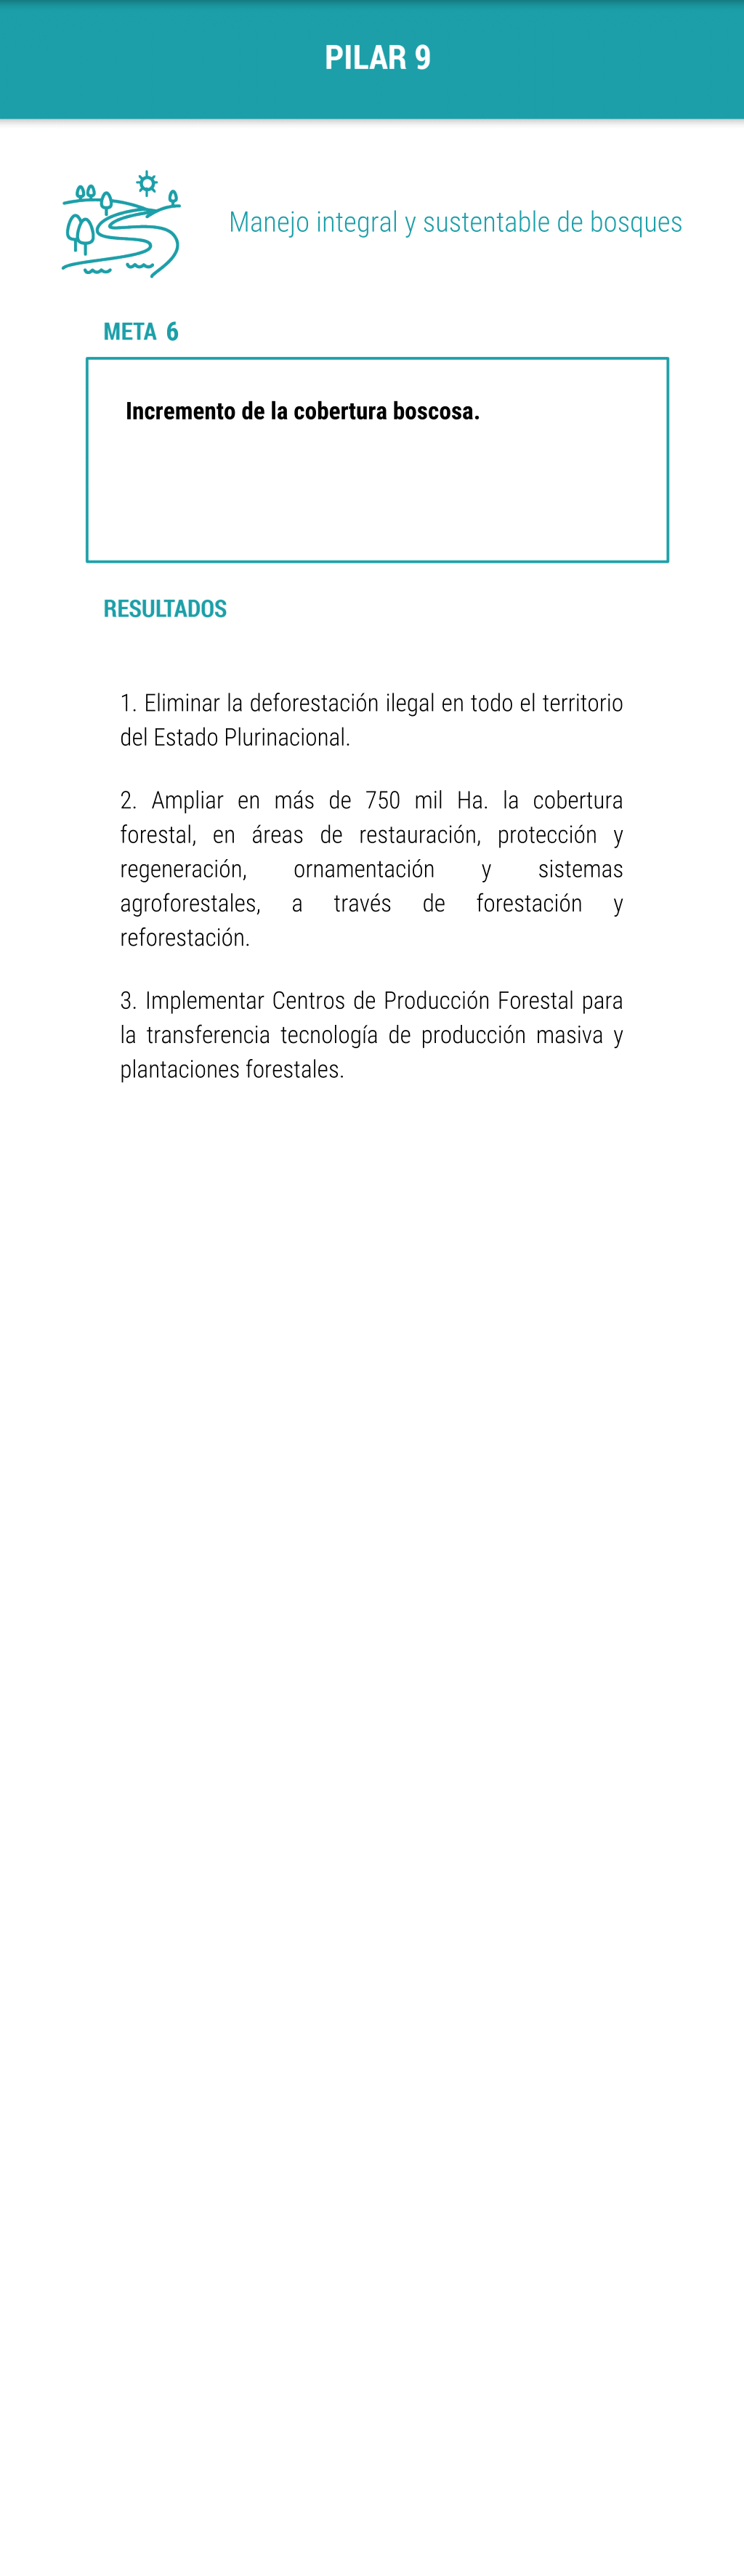 PILAR 9
Manejo integral y sustentable de bosques
META 6
Incremento de la cobertura boscosa.
RESULTADOS
1. Eliminar la deforestación ilegal en todo el territorio
del Estado Plurinacional.
2. Ampliar en más de 750 mil Ha. la cobertura
forestal, en áreas de restauración, protección y
regeneración, ornamentación y sistemas
agroforestales, a través de forestación y
reforestación.
3. Implementar Centros de Producción Forestal para
la transferencia tecnología de producción masiva y
plantaciones forestales.